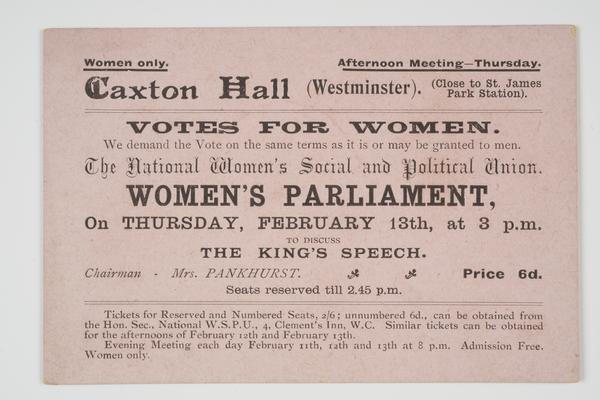 Women only. Afternoon Meeting—Thursday.
Caxton Hall (Westminster). (Close to St. James
Park Station).
VOTES FOR WOMEN.
We demand the Vote on the same terms as it is or may be granted to men.
The National Women's Social and Political Union.
WOMEN'S PARLIAMENT,
On THURSDAY, FEBRUARY 13th, at 3 p.m.
TO DISCUSS
THE KING'S SPEECH.
Chairman - Mrs. PANKHURST. Price 6d.
Seats reserved till 2.45 p.m.
Tickets for Reserved and Numbered Seats, 2/6; unnumbered 6d., can be obtained from
the Hon. Sec., National W.S.P.U., 4, Clement's Inn, W.C. Similar tickets can be obtained
for the afternoons of February 12th and February 13th.
Evening Meeting each day February 11th, 12th and 13th at 8 p.m. Admission Free.
Women only.